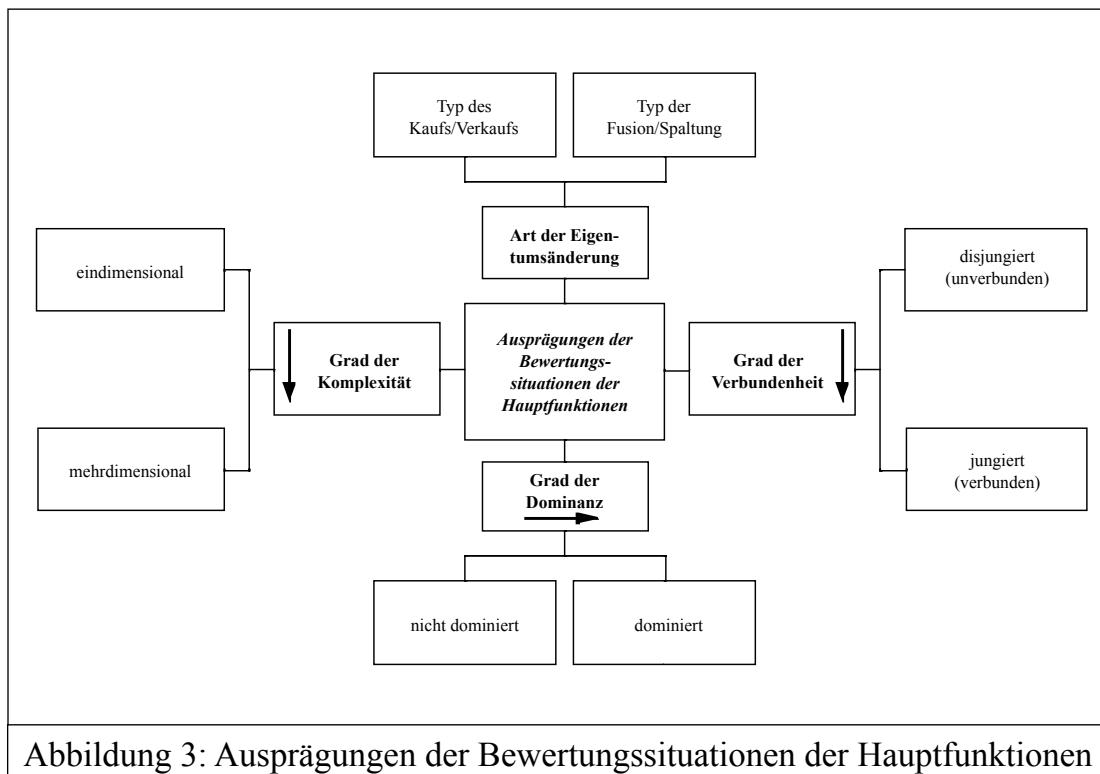 Typ des
Kaufs/Verkaufs
Typ der
Fusion/Spaltung
Art der Eigen-
tumsänderung
eindimensional
mehrdimensional
Grad der
Komplexität
Ausprägungen der
Bewertungs-
situationen der
Hauptfunktionen
Grad der
Verbundenheit
disjungiert
(unverbunden)
jungiert
(verbunden)
Grad der
Dominanz
nicht dominiert
dominiert
Abbildung 3: Ausprägungen der Bewertungssituationen der Hauptfunktionen